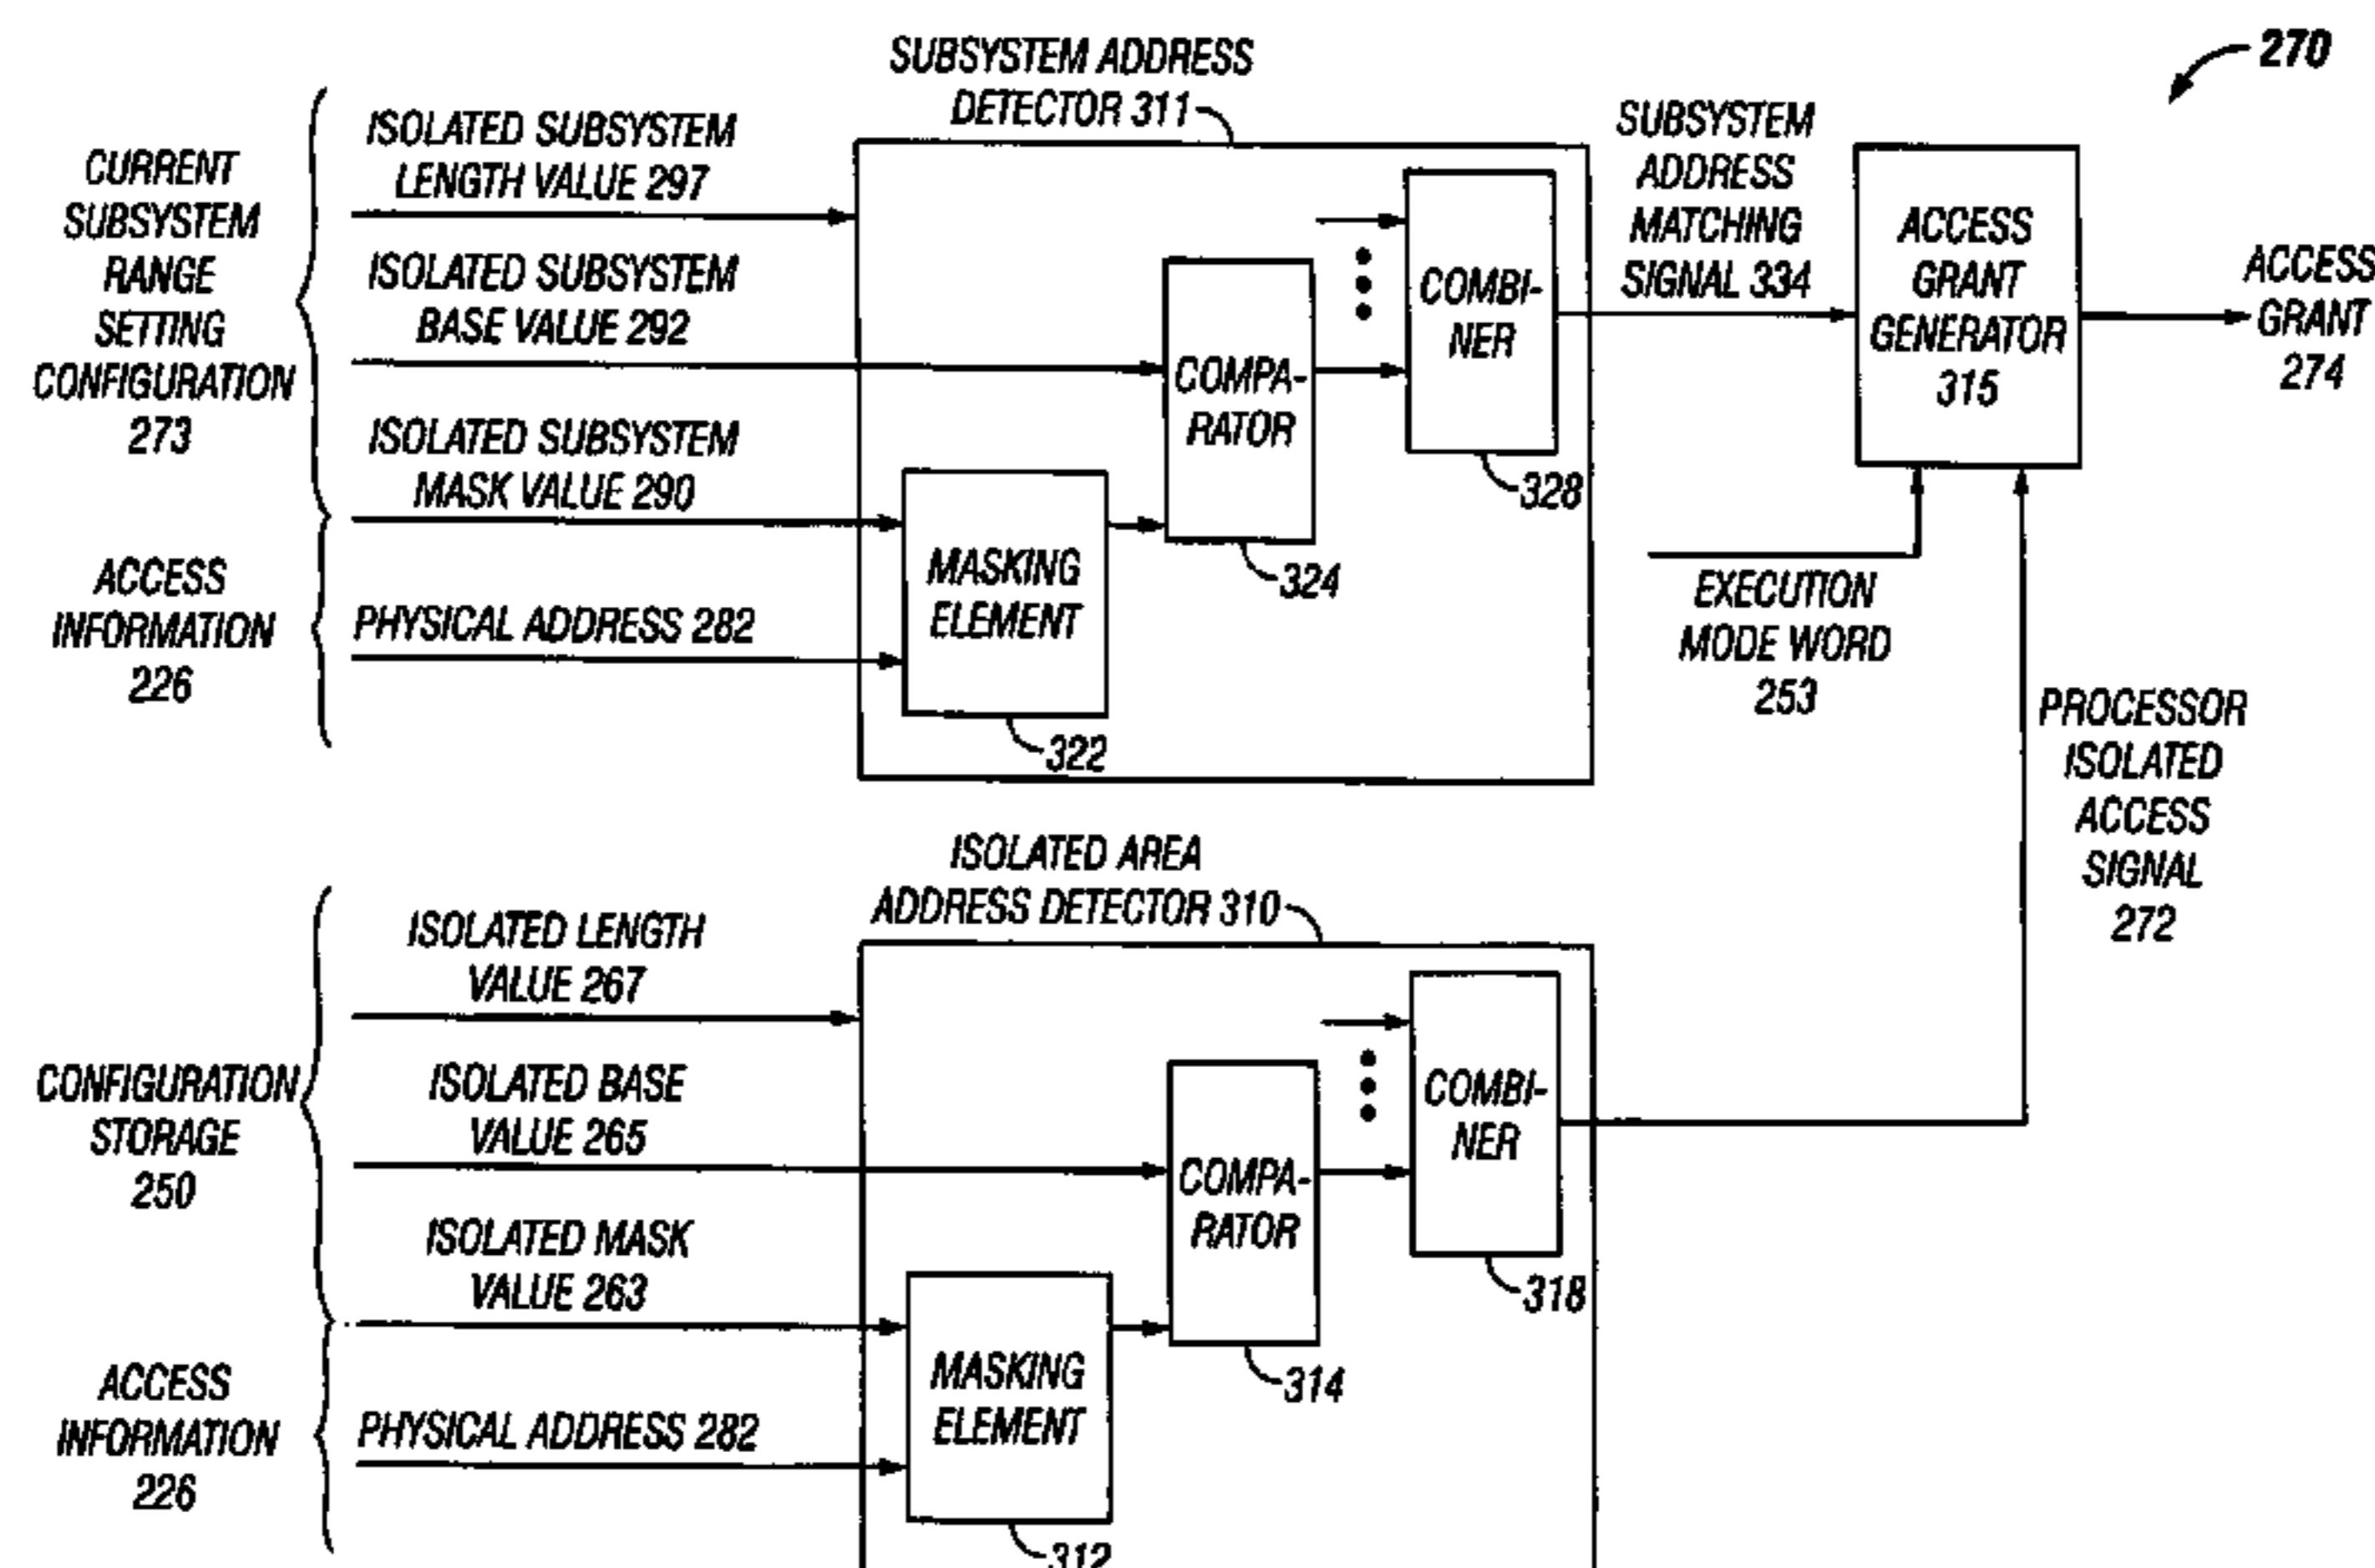 270
SUBSYSTEM ADDRESS
DETECTOR 311
CURRENT
SUBSYSTEM
RANGE
SETTING
CONFIGURATION
273
ISOLATED SUBSYSTEM
LENGTH VALUE 297
ISOLATED SUBSYSTEM
BASE VALUE 292
ISOLATED SUBSYSTEM
MASK VALUE 290
ACCESS
INFORMATION
226
PHYSICAL ADDRESS 282
MASKING
ELEMENT
322
COMPA-
RATOR
324
COMBI-
NER
328
SUBSYSTEM
ADDRESS
MATCHING
SIGNAL 334
ACCESS
GRANT
GENERATOR
315
ACCESS
GRANT
274
EXECUTION
MODE WORD
253
PROCESSOR
ISOLATED
ACCESS
SIGNAL
272
ISOLATED AREA
ADDRESS DETECTOR 310
CONFIGURATION
STORAGE
250
ISOLATED LENGTH
VALUE 267
ISOLATED BASE
VALUE 265
ISOLATED MASK
VALUE 263
ACCESS
INFORMATION
226
PHYSICAL ADDRESS 282
MASKING
ELEMENT
312
COMPA-
RATOR
314
COMBI-
NER
318